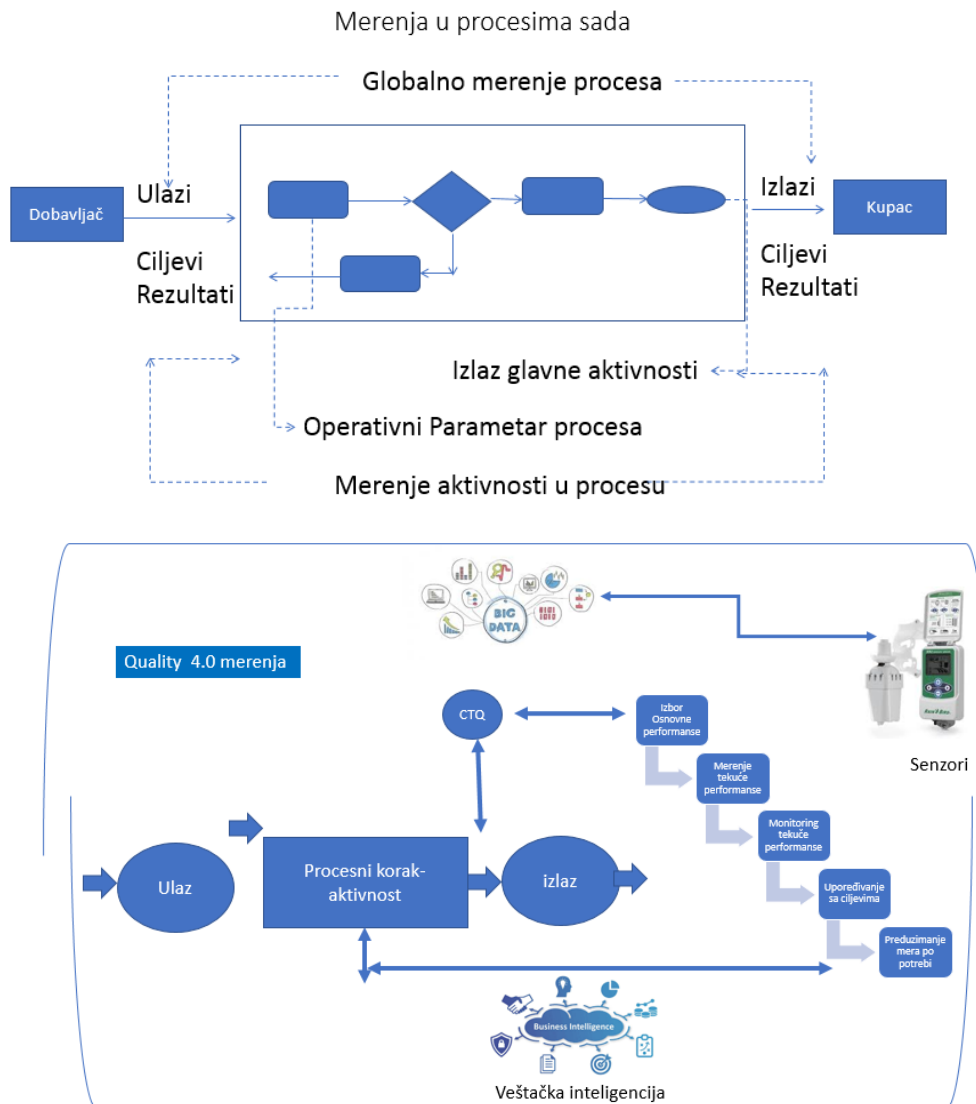 Merenja u procesima sada
Globalno merenje procesa
Ulazi
Izlazi
Dobavljač
Kupac
Ciljevi
Rezultati
Ciljevi
Rezultati
Izlaz glavne aktivnosti
Operativni Parametar procesa
Merenje aktivnosti u procesu
BIG
DATA
Quality 4.0 merenja
CTQ
Izbor
Osnovne
performanse
Senzori
Merenje
tekuće
performanse
Monitoring
tekuče
performanse
Ulaz
Procesni korak-
aktivnost
izlaz
Upoređivanje
sa ciljevima
Preduzimanje
mera po
potrebi
Business Intelligence
Veštačka inteligencija